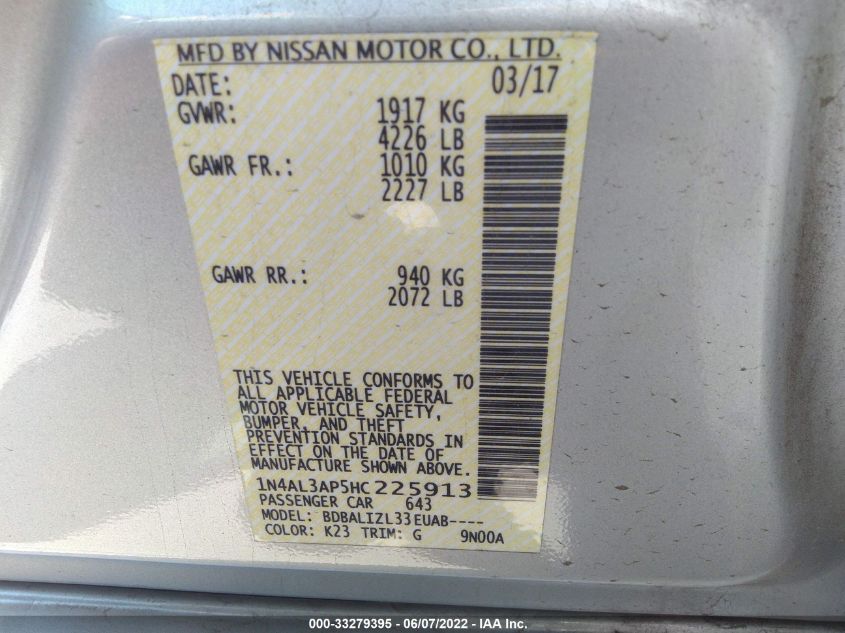 MFD BY NISSAN MOTOR CO., LTD.
DATE: 03/17
GVWR: 1917 KG
4226 LB
GAWR FR.: 1010 KG
2227 LB
GAWR RR.: 940 KG
2072 LB
THIS VEHICLE CONFORMS TO
ALL APPLICABLE FEDERAL
MOTOR VEHICLE SAFETY,
BUMPER, AND THEFT
PREVENTION STANDARDS IN
EFFECT ON THE DATE OF
MANUFACTURE SHOWN ABOVE.
1N4AL3AP5HC225913
PASSENGER CAR 643
MODEL: BDBALIZL33EUAB----
COLOR: K23 TRIM: G 9N00A
000-33279395 - 06/07/2022 - IAA Inc.